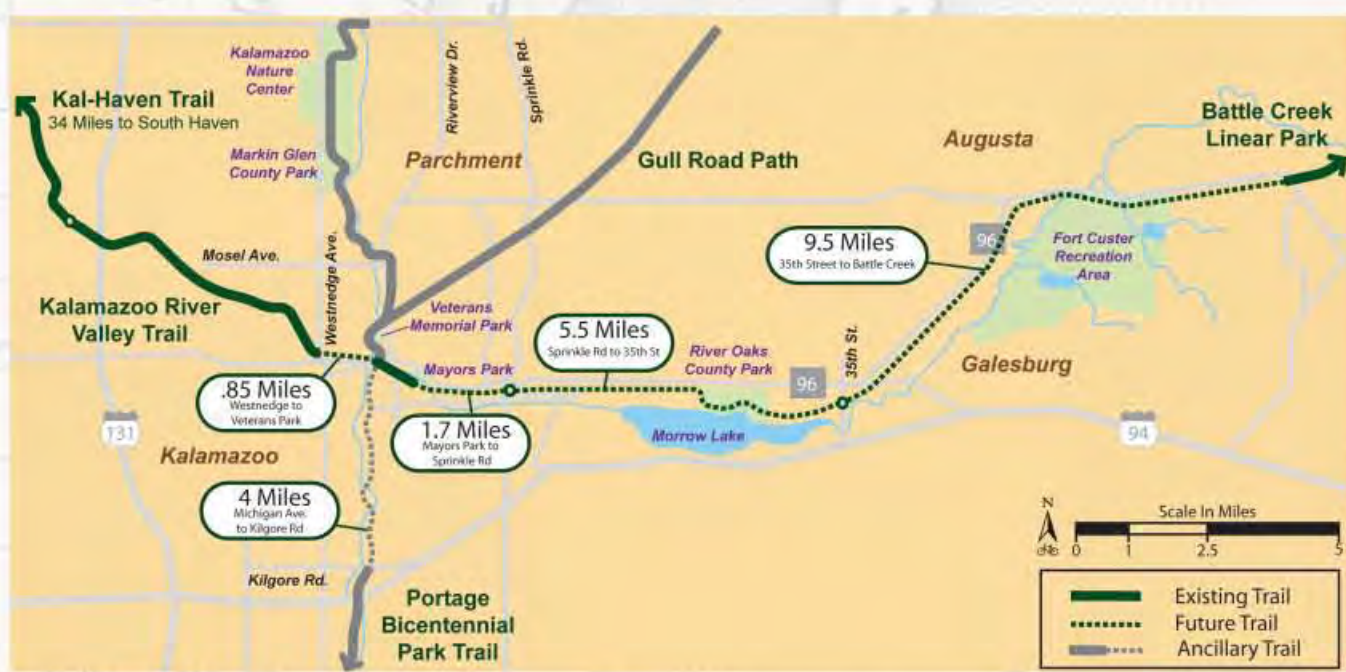 Kalamazoo
Nature
Center
Riverview Dr.
Sprinkle Rd.
Kal-Haven Trail
34 Miles to South Haven
Battle Creek
Linear Park
Augusta
Markin Glen
County Park
Parchment
Gull Road Path
Mosel Ave.
Westnedge Ave.
9.5 Miles
35th Street to Battle Creek
96
Fort Custer
Recreation
Area
Kalamazoo River
Valley Trail
Veterans
Memorial Park
5.5 Miles
Sprinkle Rd to 35th St
River Oaks
County Park
35th St.
Galesburg
Mayors Park
96
.85 Miles
Westnedge to
Veterans Park
131
1.7 Miles
Mayors Park to
Sprinkle Rd
Morrow Lake
94
Kalamazoo
4 Miles
Michigan Ave.
to Kilgore Rd
N
Scale In Miles
0 1 2.5 5
Kilgore Rd.
Portage
Bicentennial
Park Trail
Existing Trail
Future Trail
Ancillary Trail